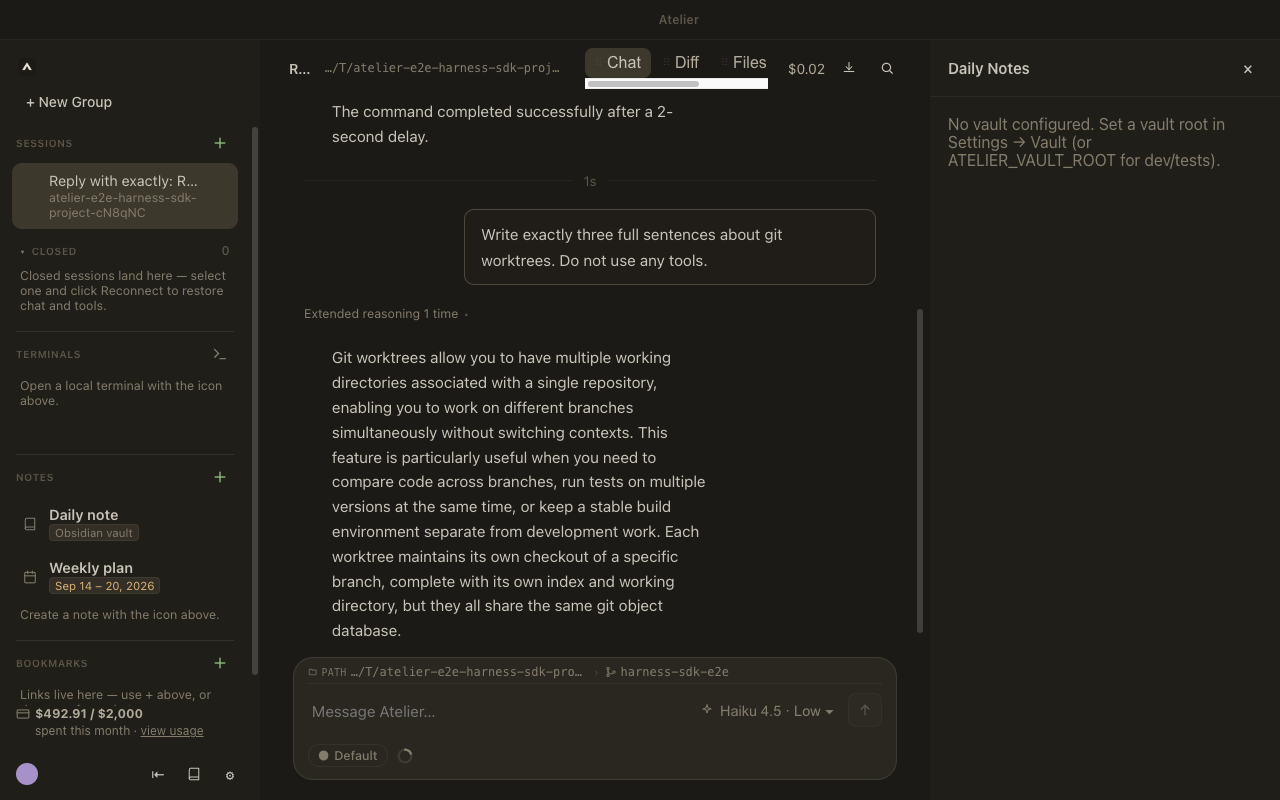 Atelier
+ New Group
SESSIONS
Reply with exactly: R...
atelier-e2e-harness-sdk-
project-cN8qNC
CLOSED
0
Closed sessions land here — select
one and click Reconnect to restore
chat and tools.
TERMINALS
Open a local terminal with the icon
above.
NOTES
Daily note
Obsidian vault
Weekly plan
Sep 14 – 20, 2026
Create a note with the icon above.
BOOKMARKS
Links live here — use + above, or
$492.91 / $2,000
spent this month · view usage
R...
…/T/atelier-e2e-harness-sdk-proj…
Chat
Diff
Files
$0.02
The command completed successfully after a 2-
second delay.
1s
Write exactly three full sentences about git
worktrees. Do not use any tools.
Extended reasoning 1 time
Git worktrees allow you to have multiple working
directories associated with a single repository,
enabling you to work on different branches
simultaneously without switching contexts. This
feature is particularly useful when you need to
compare code across branches, run tests on multiple
versions at the same time, or keep a stable build
environment separate from development work. Each
worktree maintains its own checkout of a specific
branch, complete with its own index and working
directory, but they all share the same git object
database.
PATH …/T/atelier-e2e-harness-sdk-pro… › harness-sdk-e2e
Message Atelier...
Haiku 4.5 · Low
Default
Daily Notes
No vault configured. Set a vault root in
Settings → Vault (or
ATELIER_VAULT_ROOT for dev/tests).